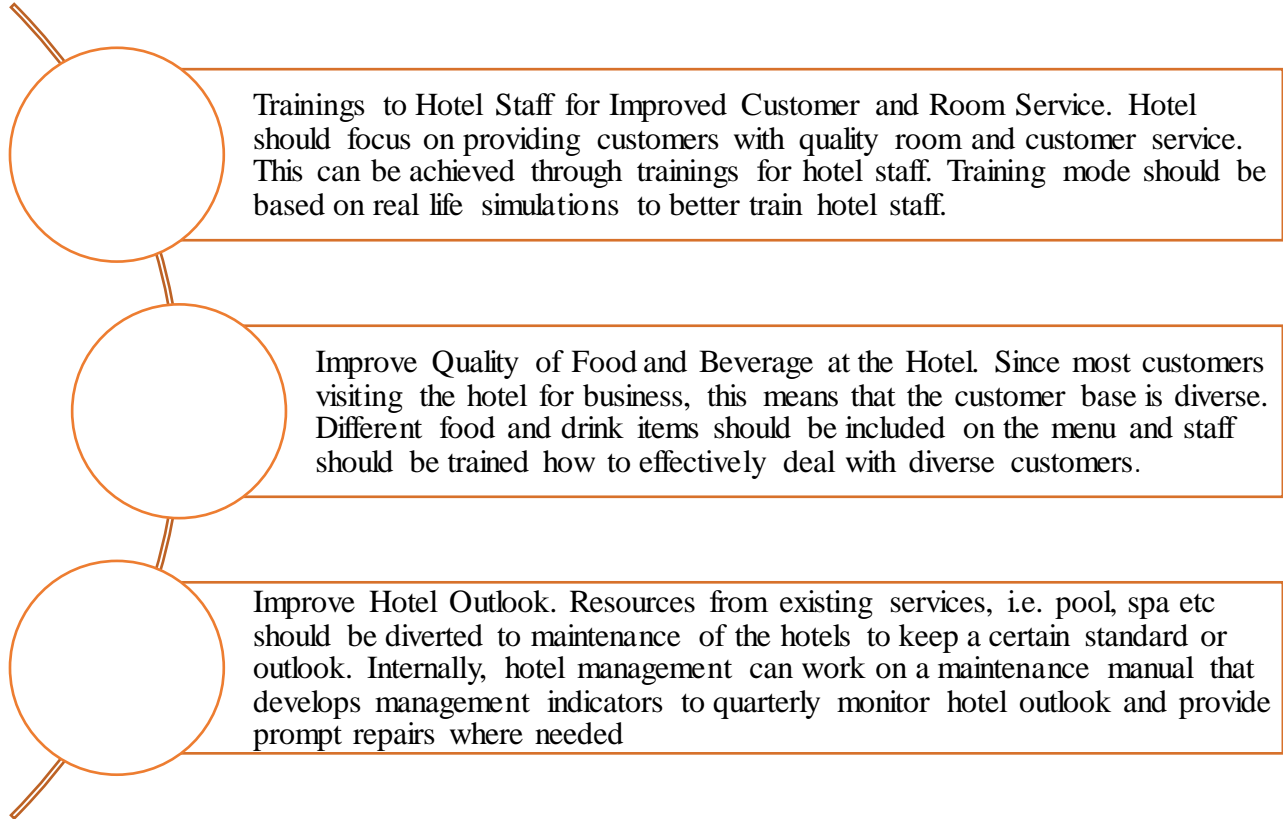 Trainings to Hotel Staff for Improved Customer and Room Service. Hotel
should focus on providing customers with quality room and customer service.
This can be achieved through trainings for hotel staff. Training mode should be
based on real life simulations to better train hotel staff.
Improve Quality of Food and Beverage at the Hotel. Since most customers
visiting the hotel for business, this means that the customer base is diverse.
Different food and drink items should be included on the menu and staff
should be trained how to effectively deal with diverse customers.
Improve Hotel Outlook. Resources from existing services, i.e. pool, spa etc
should be diverted to maintenance of the hotels to keep a certain standard or
outlook. Internally, hotel management can work on a maintenance manual that
develops management indicators to quarterly monitor hotel outlook and provide
prompt repairs where needed